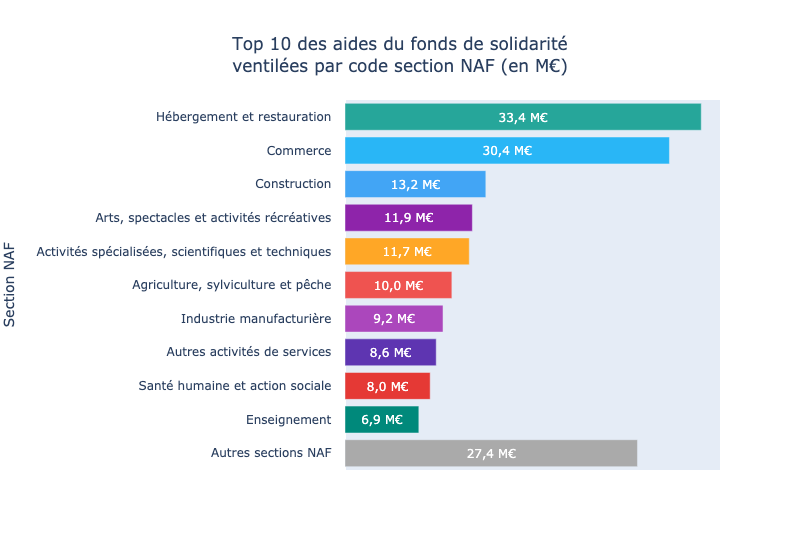 Top 10 des aides du fonds de solidarité
ventilées par code section NAF (en M€)
Section NAF
Hébergement et restauration 33,4 M€
Commerce 30,4 M€
Construction 13,2 M€
Arts, spectacles et activités récréatives 11,9 M€
Activités spécialisées, scientifiques et techniques 11,7 M€
Agriculture, sylviculture et pêche 10,0 M€
Industrie manufacturière 9,2 M€
Autres activités de services 8,6 M€
Santé humaine et action sociale 8,0 M€
Enseignement 6,9 M€
Autres sections NAF 27,4 M€